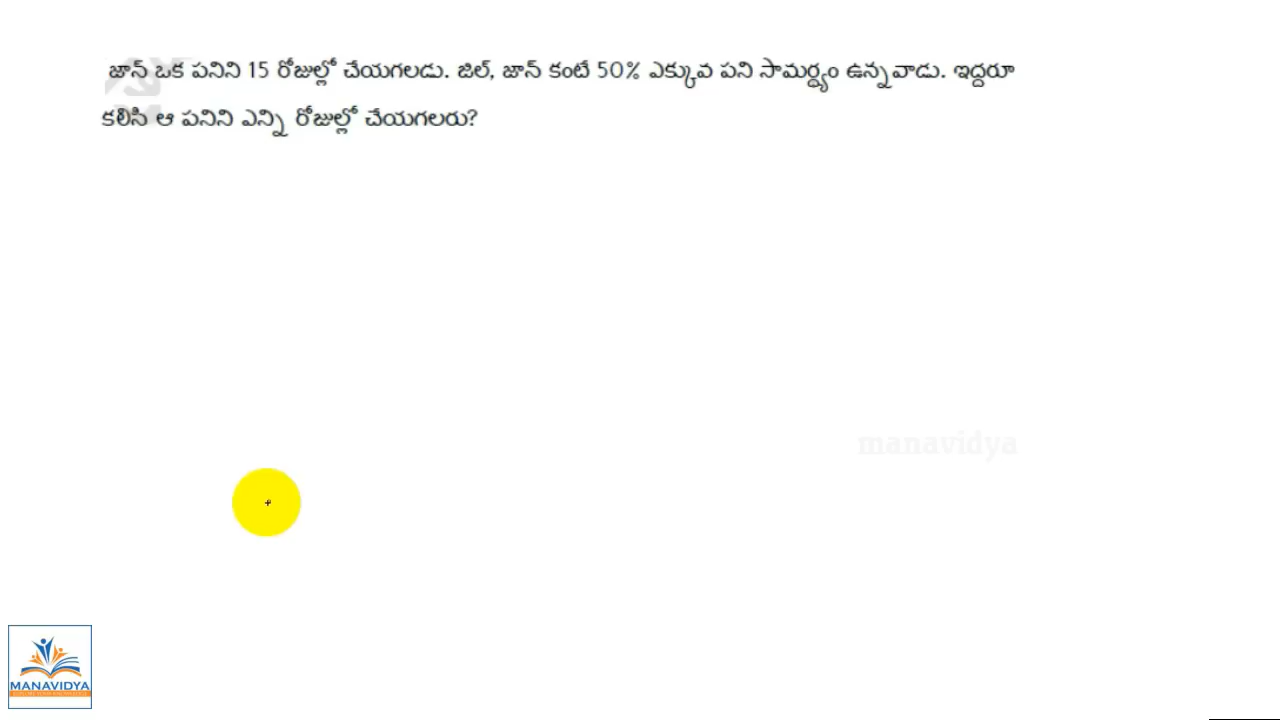 జాన్ ఒక పనిని 15 రోజుల్లో చేయగలడు. జిల్, జాన్ కంటే 50% ఎక్కువ పని సామర్థ్యం ఉన్నవాడు. ఇద్దరూ
కలిసి ఆ పనిని ఎన్ని రోజుల్లో చేయగలరు?
manavidya
MANAVIDYA